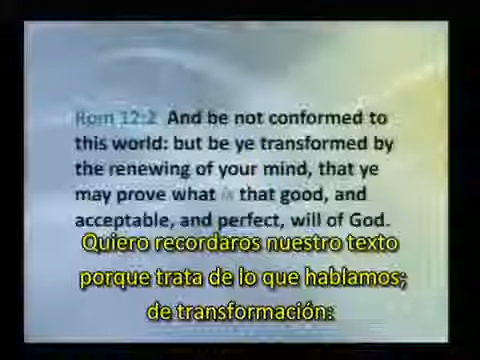 Rom 12:2 And be not conformed to
this world: but be ye transformed by
the renewing of your mind, that ye
may prove what is that good, and
acceptable, and perfect, will of God.
Quiero recordaros nuestro texto
porque trata de lo que hablamos;
de transformación: